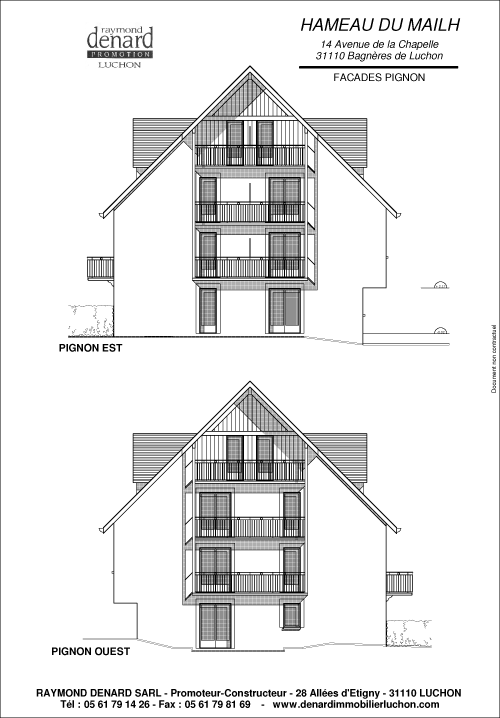 raymond
denard
PROMOTION
LUCHON
HAMEAU DU MAILH
14 Avenue de la Chapelle
31110 Bagnères de Luchon
FACADES PIGNON
PIGNON EST
Document non contractuel
PIGNON OUEST
RAYMOND DENARD SARL - Promoteur-Constructeur - 28 Allées d'Etigny - 31110 LUCHON
Tél : 05 61 79 14 26 - Fax : 05 61 79 81 69 - www.denardimmobilierluchon.com